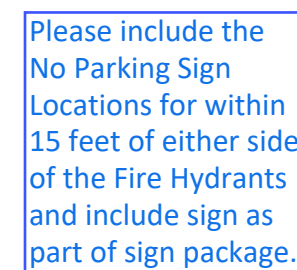 Please include the
No Parking Sign
Locations for within
15 feet of either side
of the Fire Hydrants
and include sign as
part of sign package.